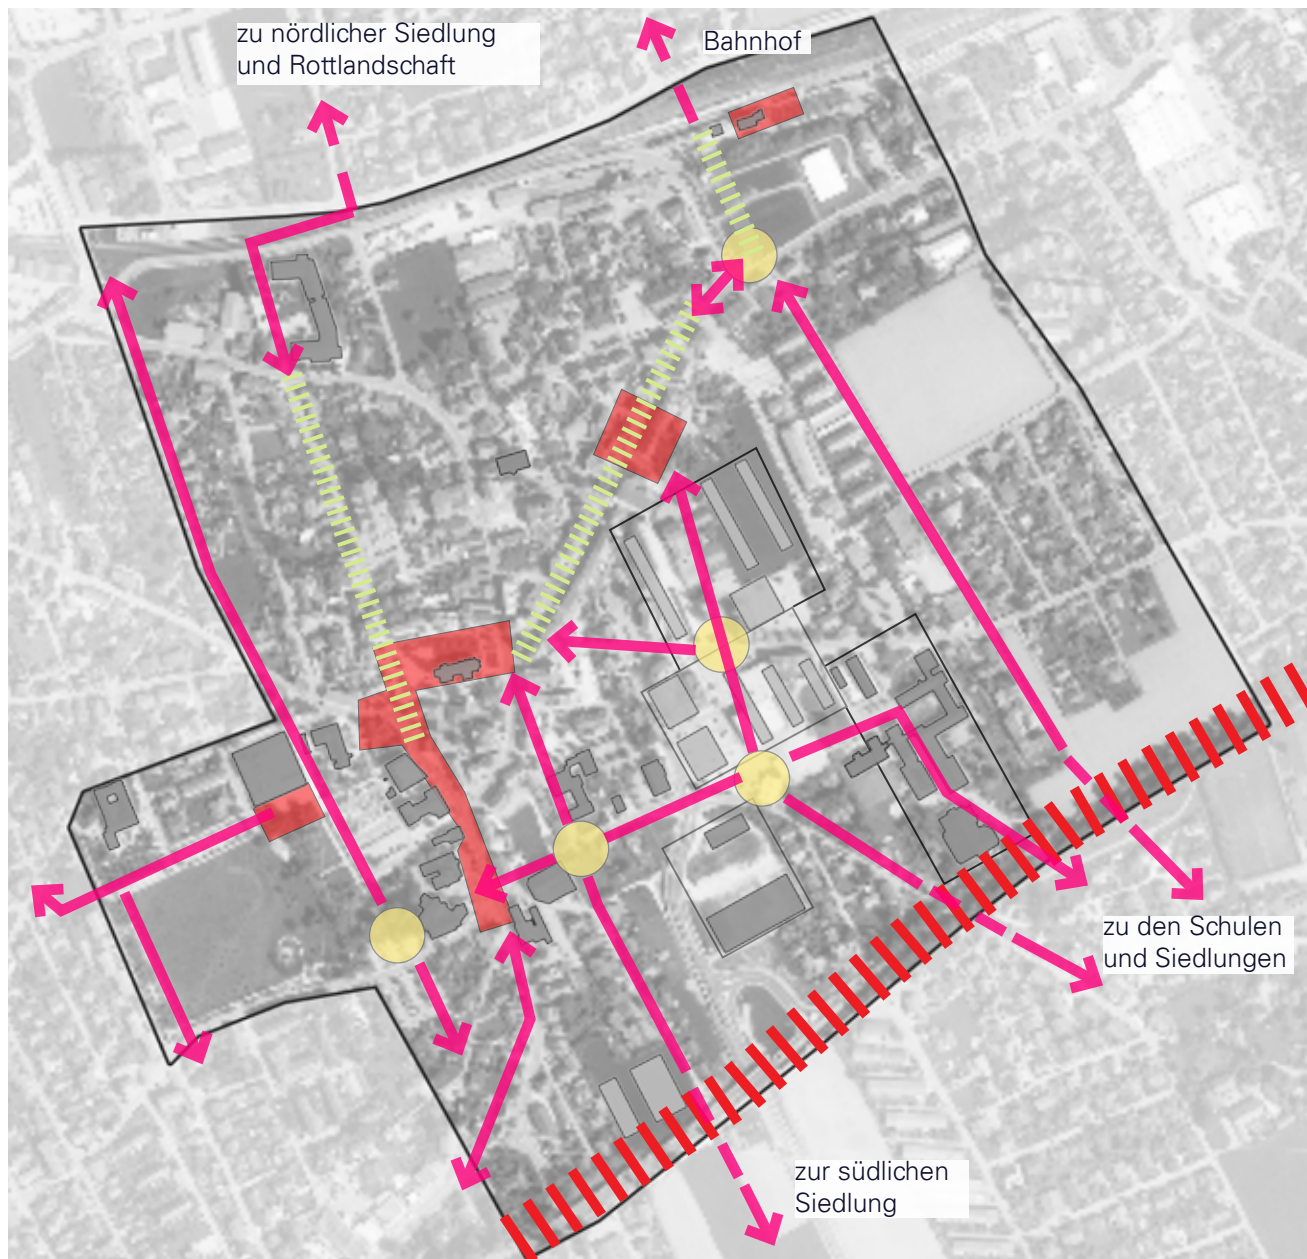 zu nördlicher Siedlung
und Rottlandschaft
Bahnhof
zu den Schulen
und Siedlungen
zur südlichen
Siedlung